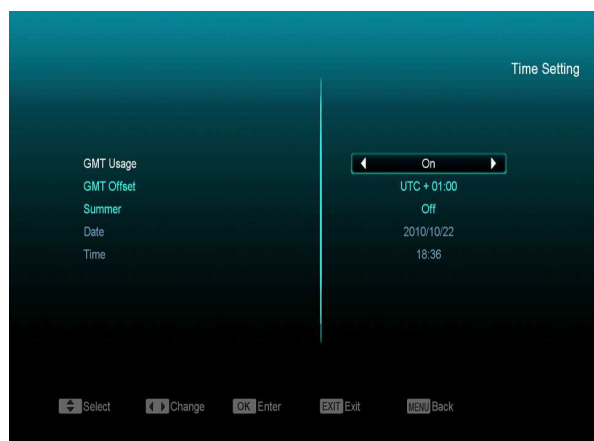 Time Setting
GMT Usage On
GMT Offset UTC + 01:00
Summer Off
Date 2010/10/22
Time 18:36
Select Change OK Enter EXIT Exit MENU Back